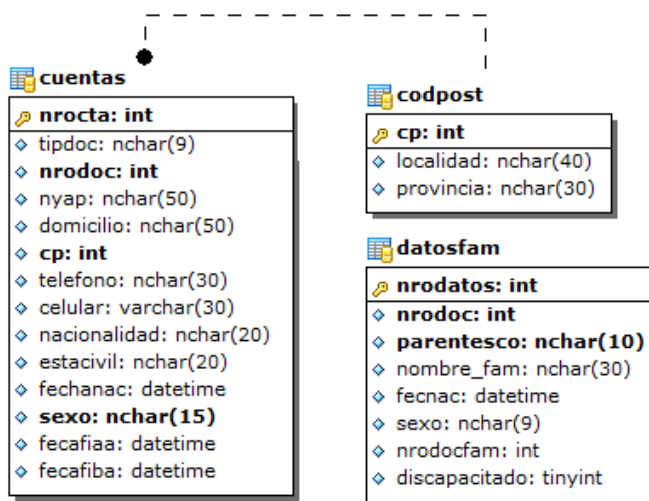 cuentas
nrocta: int
tipdoc: nchar(9)
nrodoc: int
nyap: nchar(50)
domicilio: nchar(50)
cp: int
telefono: nchar(30)
celular: varchar(30)
nacionalidad: nchar(20)
estacivil: nchar(20)
fechanac: datetime
sexo: nchar(15)
fecafiaa: datetime
fecafiba: datetime
codpost
cp: int
localidad: nchar(40)
provincia: nchar(30)
datosfam
nrodatos: int
nrodoc: int
parentesco: nchar(10)
nombre_fam: nchar(30)
fecnac: datetime
sexo: nchar(9)
nrodocfam: int
discapacitado: tinyint